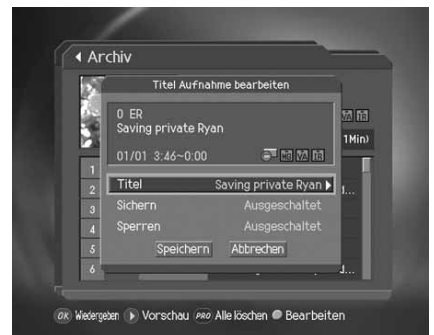 Archiv
Titel Aufnahme bearbeiten
0 ER
Saving private Ryan
01/01 3:46~0:00
1Min)
1
2
3
4
5
6
Titel Saving private Ryan
Sichern Ausgeschaltet
Sperren Ausgeschaltet
Speichern Abbrechen
OK Wiedergeben Vorschau PRO Alle löschen Bearbeiten